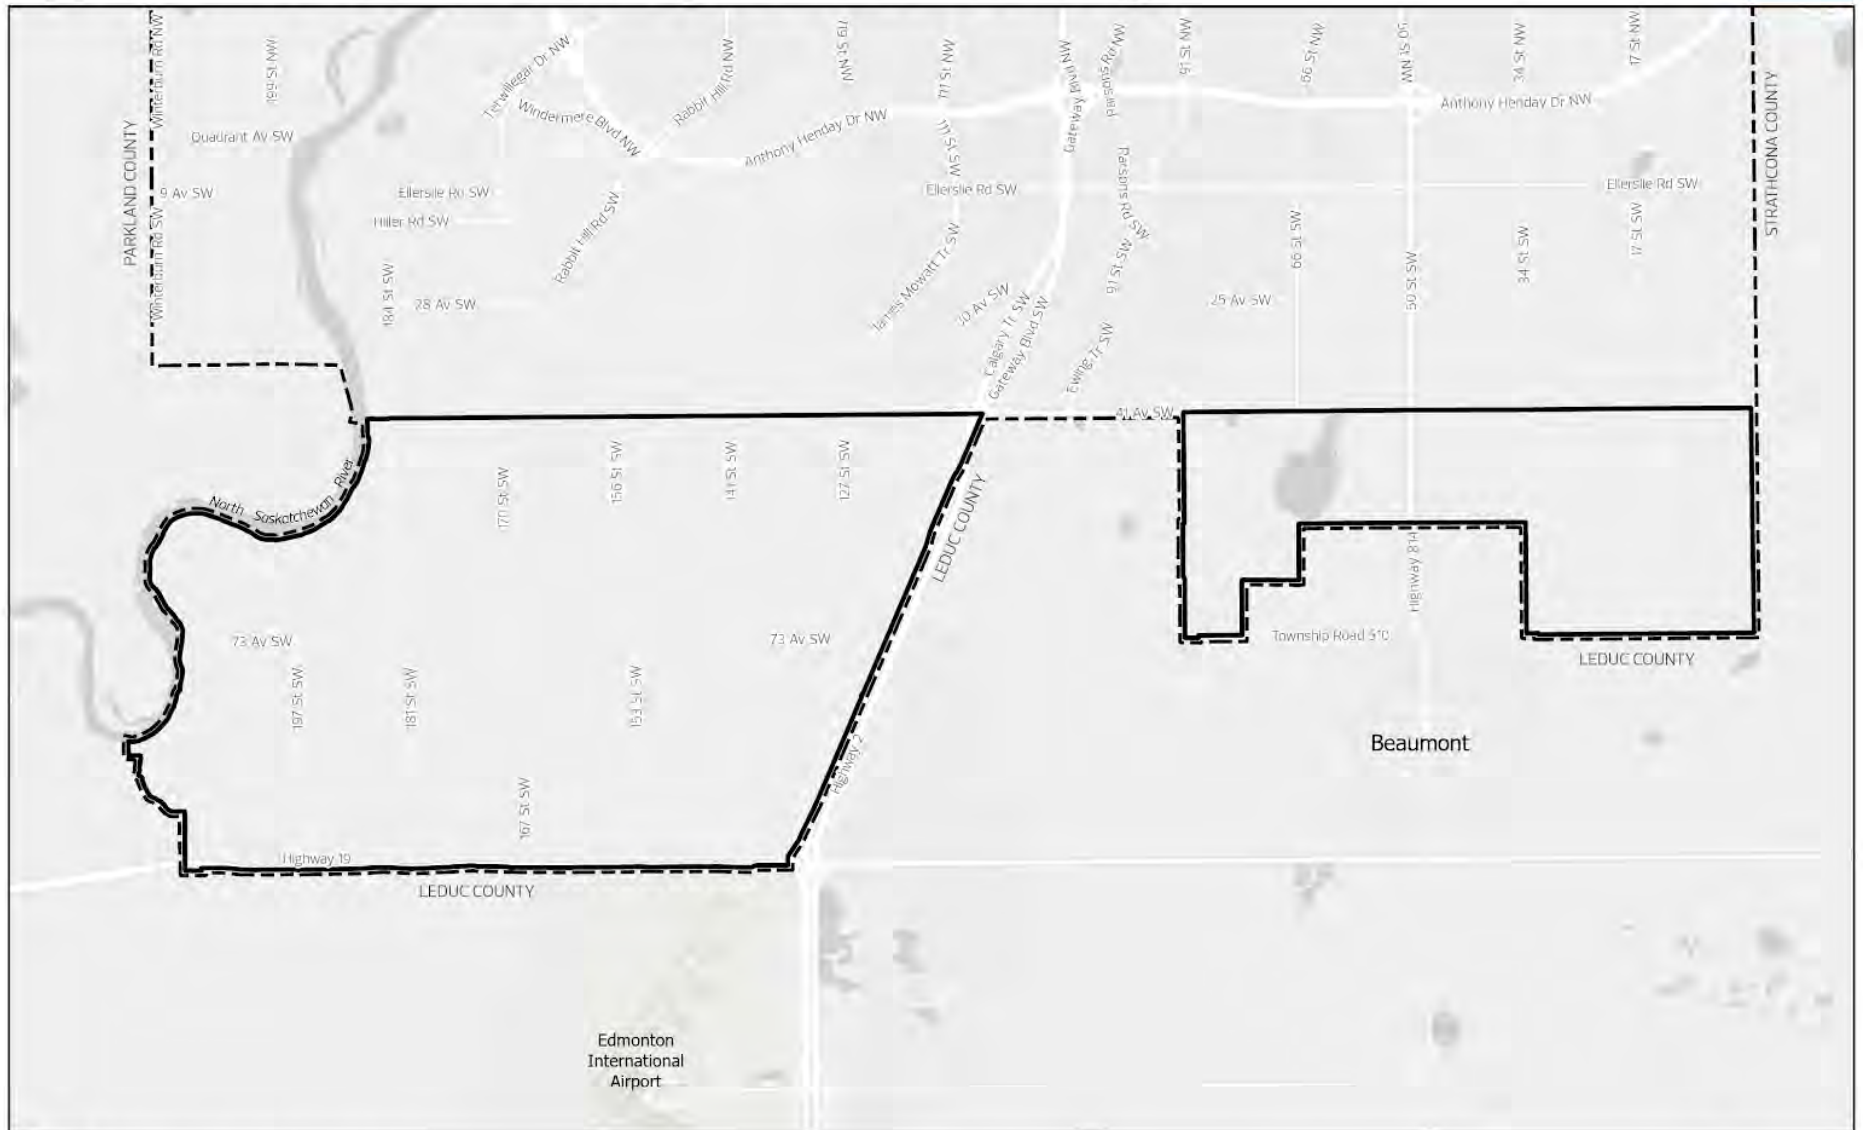 Winterburn Rd NW
199 St NW
Terwillegar Dr NW
Rabbit Hill Rd NW
119 St NW
111 St NW
Gateway Blvd NW
Parsons Rd NW
91 St NW
66 St NW
50 St NW
34 St NW
17 St NW
Anthony Henday Dr NW
Windermere Blvd NW
Quadrant Av SW
Anthony Henday Dr NW
111 St SW
PARKLAND COUNTY
STRATHCONA COUNTY
9 Av SW
Ellerslie Rd SW
Ellerslie Rd SW
Ellerslie Rd SW
Parsons Rd SW
Hiller Rd SW
Rabbit Hill Rd SW
Winterburn Rd SW
James Mowatt Tr SW
91 St SW
66 St SW
50 St SW
34 St SW
17 St SW
184 St SW
28 Av SW
30 Av SW
Calgary Tr SW
Gateway Blvd SW
25 Av SW
Ewing Tr SW
41 Av SW
North Saskatchewan River
170 St SW
156 St SW
141 St SW
127 St SW
LEDUC COUNTY
Highway 814
73 Av SW
73 Av SW
Township Road 510
LEDUC COUNTY
197 St SW
181 St SW
153 St SW
Highway 2
Beaumont
167 St SW
Highway 19
LEDUC COUNTY
Edmonton
International
Airport